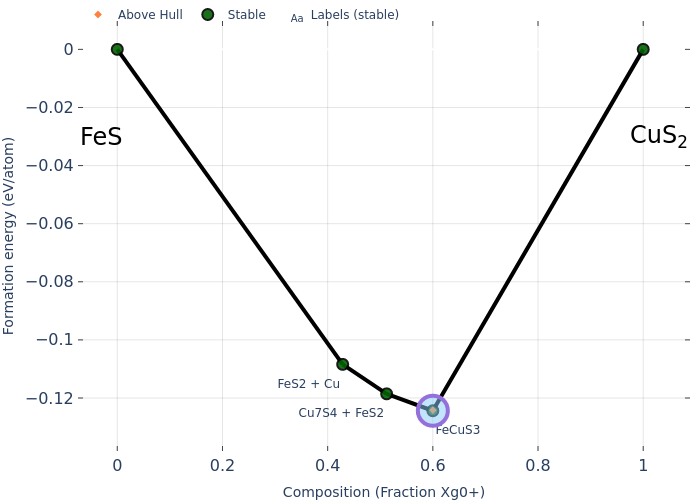 Above Hull
Stable
Aa Labels (stable)
0
−0.02
−0.04
−0.06
−0.08
−0.1
−0.12
Formation energy (eV/atom)
FeS
CuS₂
FeS2 + Cu
Cu7S4 + FeS2
FeCuS3
0 0.2 0.4 0.6 0.8 1
Composition (Fraction Xg0+)